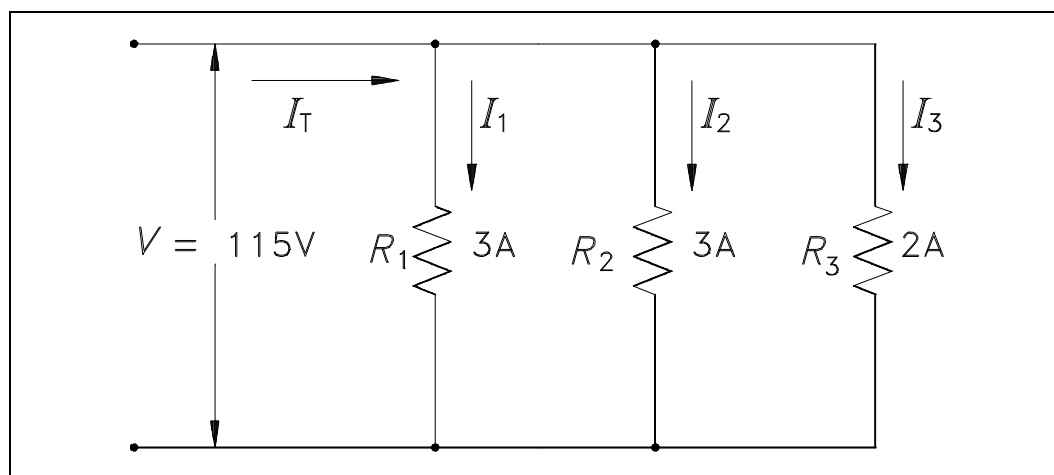 I_T I_1 I_2 I_3
V = 115V R_1 3A R_2 3A R_3 2A